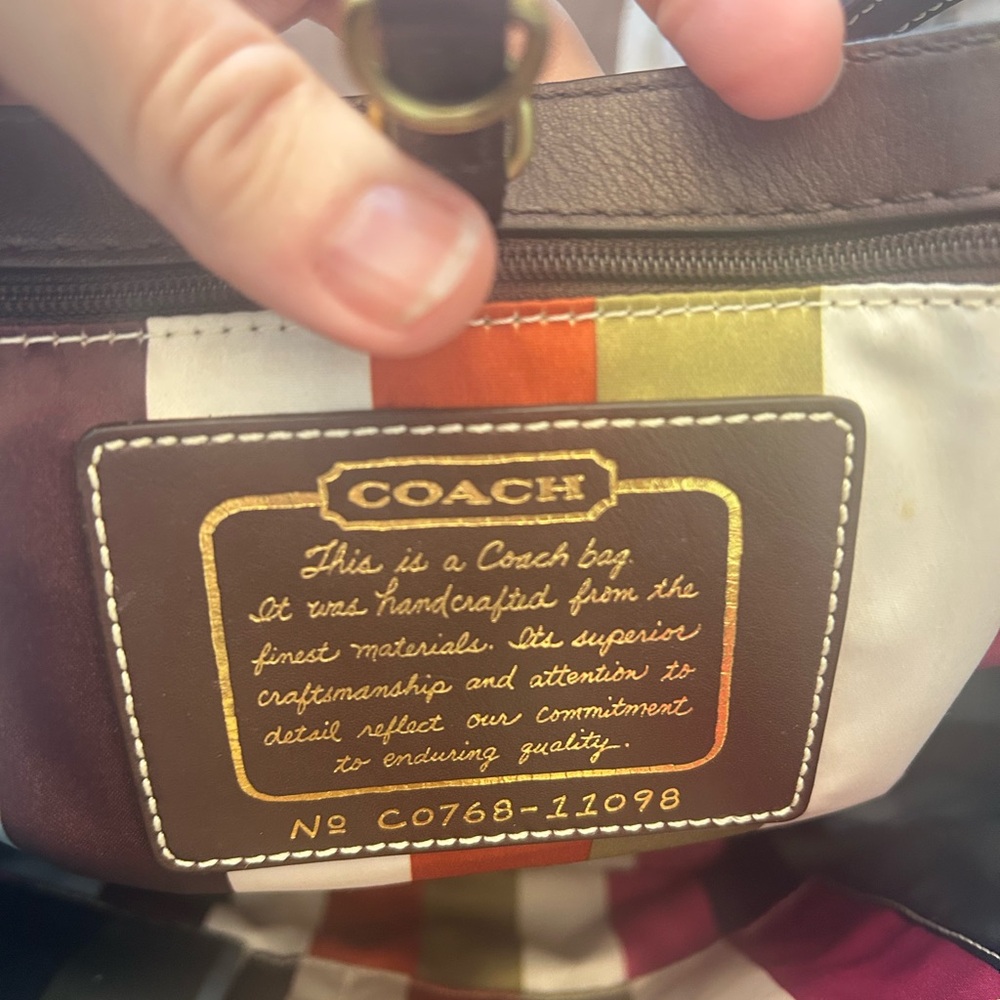 COACH
This is a Coach bag.
It was handcrafted from the
finest materials. Its superior
craftsmanship and attention to
detail reflect our commitment
to enduring quality.
Nº C0768-11098